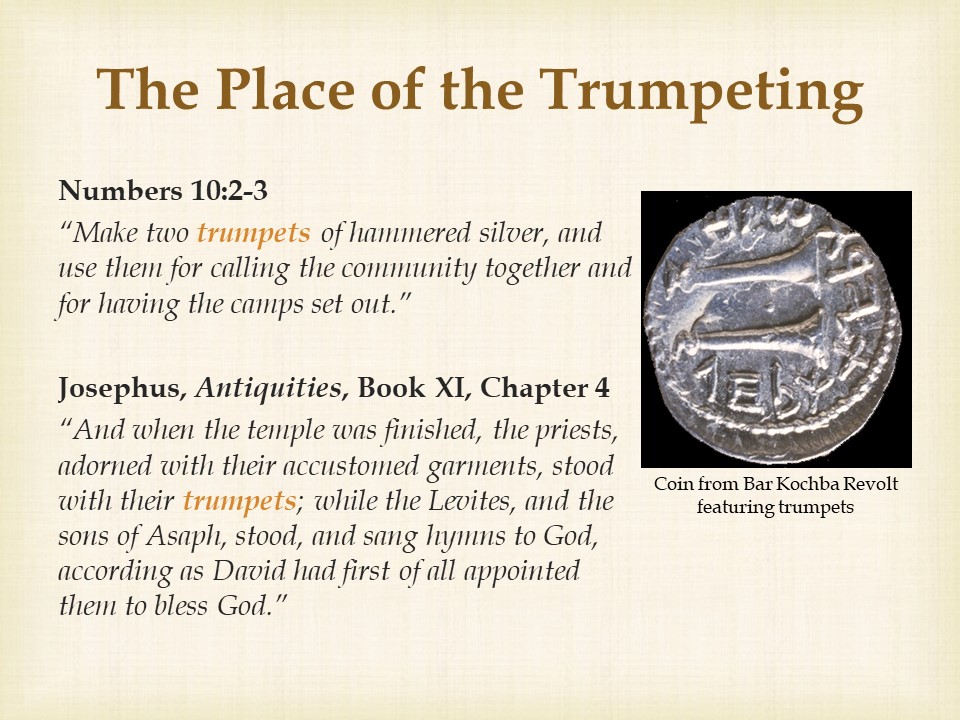 The Place of the Trumpeting
Numbers 10:2-3
“Make two trumpets of hammered silver, and
use them for calling the community together and
for having the camps set out.”
Josephus, Antiquities, Book XI, Chapter 4
“And when the temple was finished, the priests,
adorned with their accustomed garments, stood
with their trumpets; while the Levites, and the
sons of Asaph, stood, and sang hymns to God,
according as David had first of all appointed
them to bless God.”
Coin from Bar Kochba Revolt
featuring trumpets